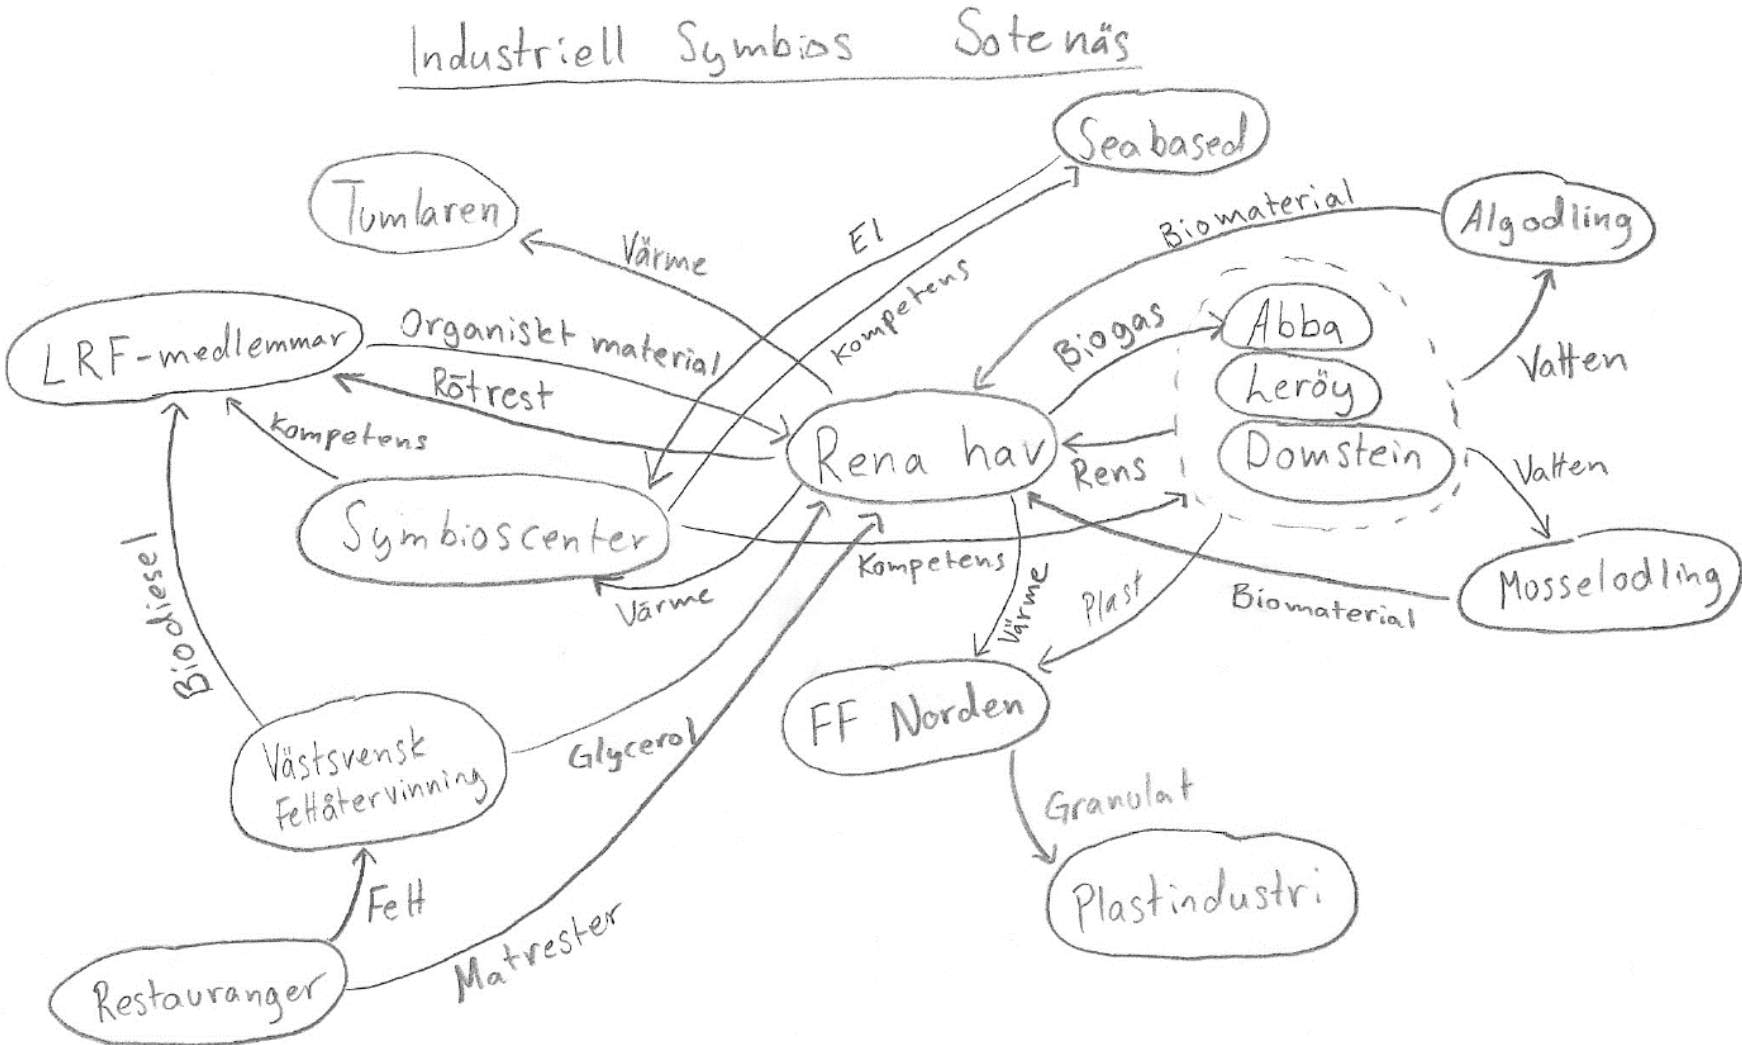 Industriell Symbios Sotenäs
Seabased
Tumlaren
Algodling
Biomaterial
El
Värme
Kompetens
Abba
Biogas
LRF-medlemmar
Organiskt material
Vatten
Leröy
Rötrest
Kompetens
Rena hav
Rens
Domstein
Vatten
Symbioscenter
Kompetens
Värme
Värme
Plast
Biomaterial
Mosselodling
Biodiesel
FF Norden
Västsvensk
Fettåtervinning
Glycerol
Granulat
Fett
Plastindustri
Matrester
Restauranger